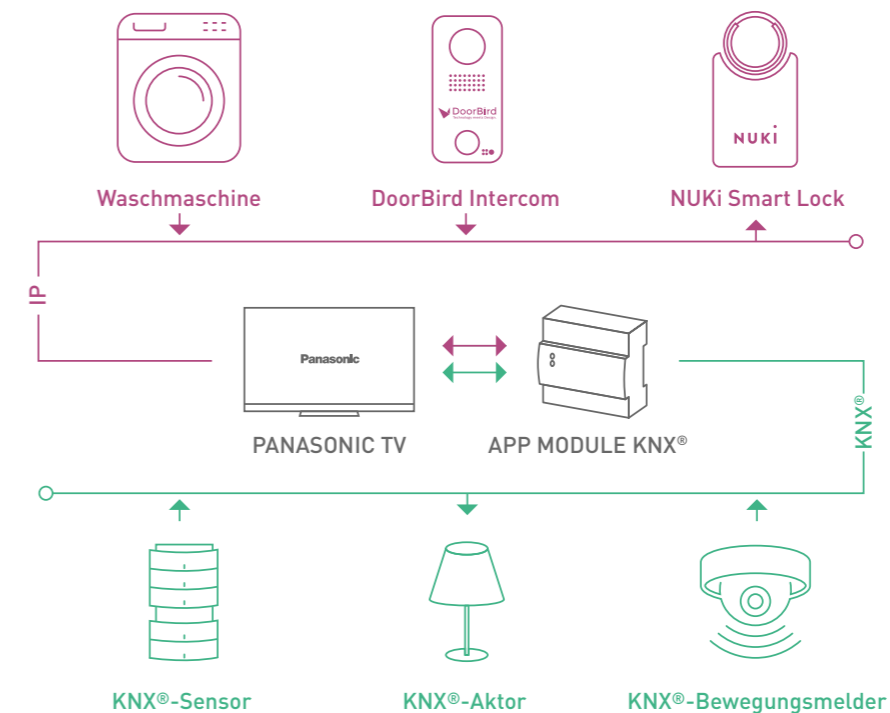 DoorBird
NUKi
Waschmaschine
DoorBird Intercom
NUKi Smart Lock
IP
Panasonic
PANASONIC TV
APP MODULE KNX®
KNX®
KNX®-Sensor
KNX®-Aktor
KNX®-Bewegungsmelder